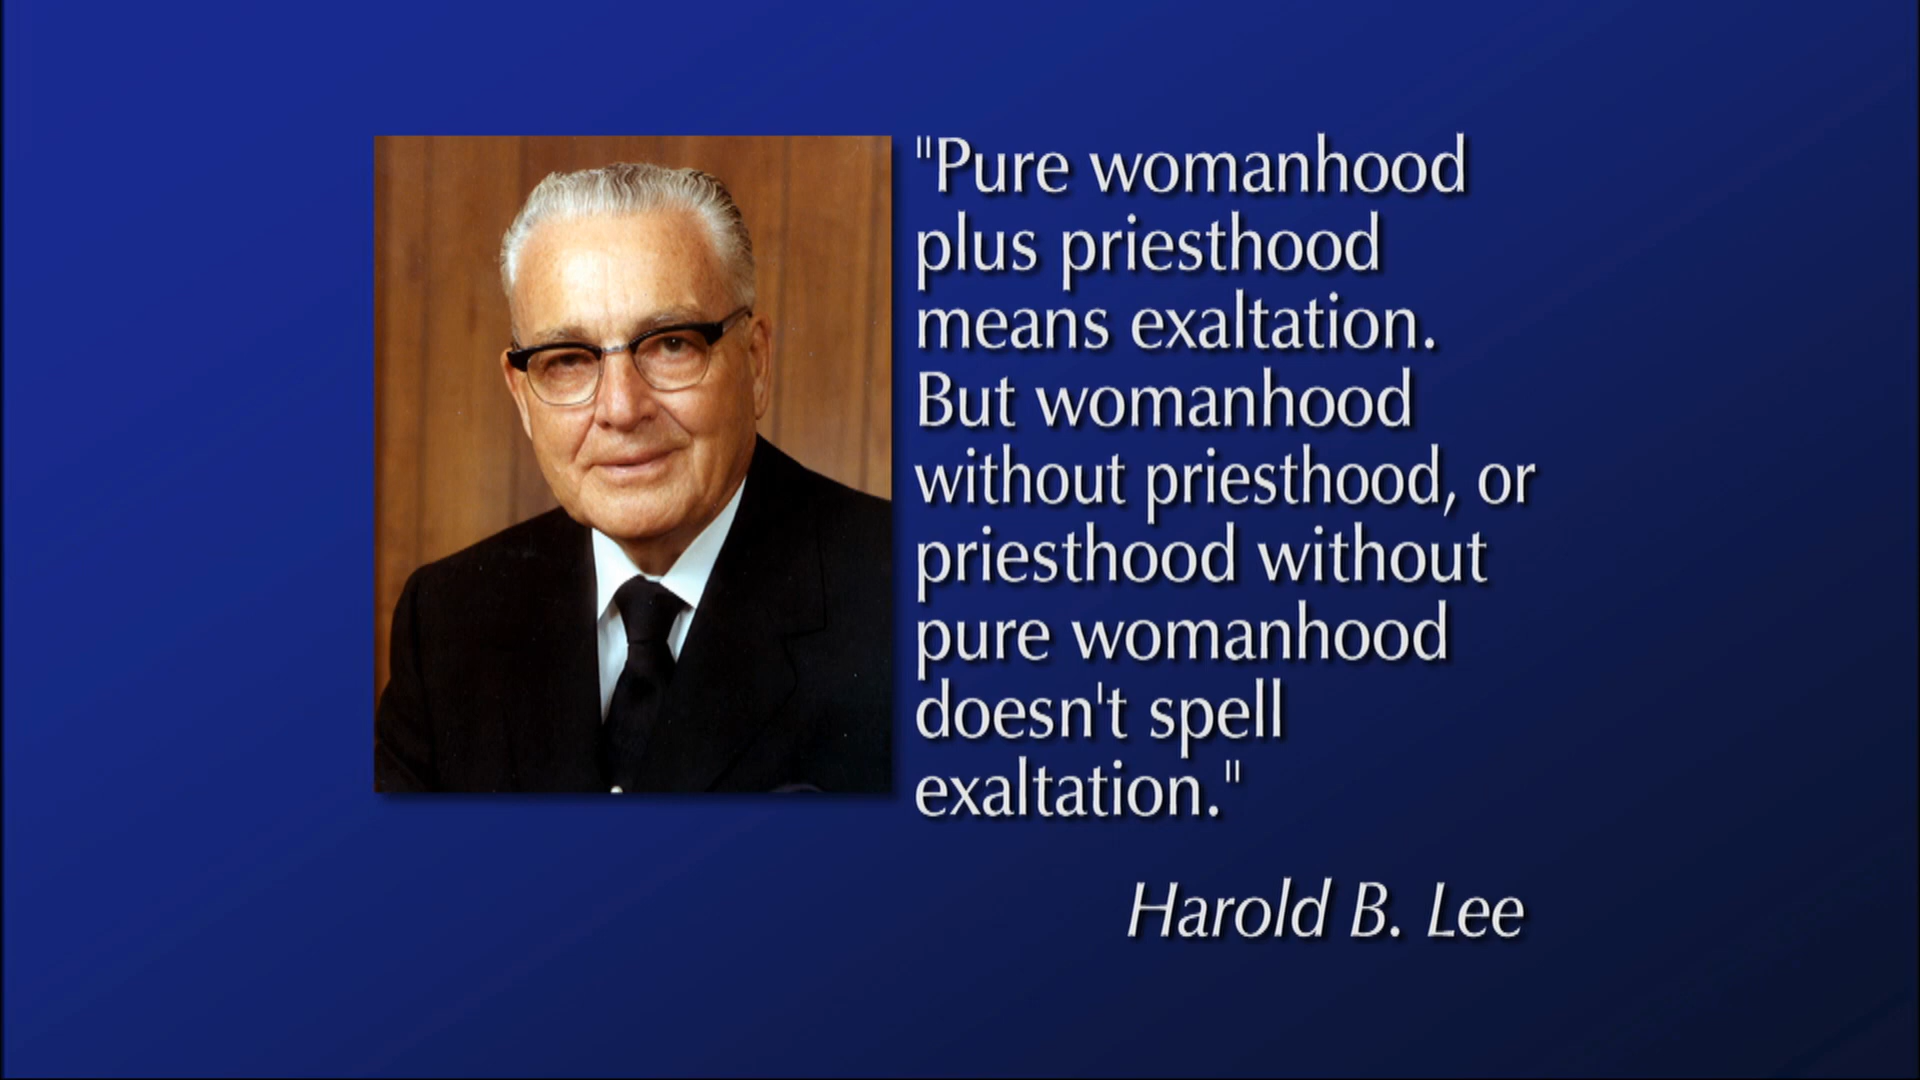 "Pure womanhood
plus priesthood
means exaltation.
But womanhood
without priesthood, or
priesthood without
pure womanhood
doesn't spell
exaltation."
Harold B. Lee